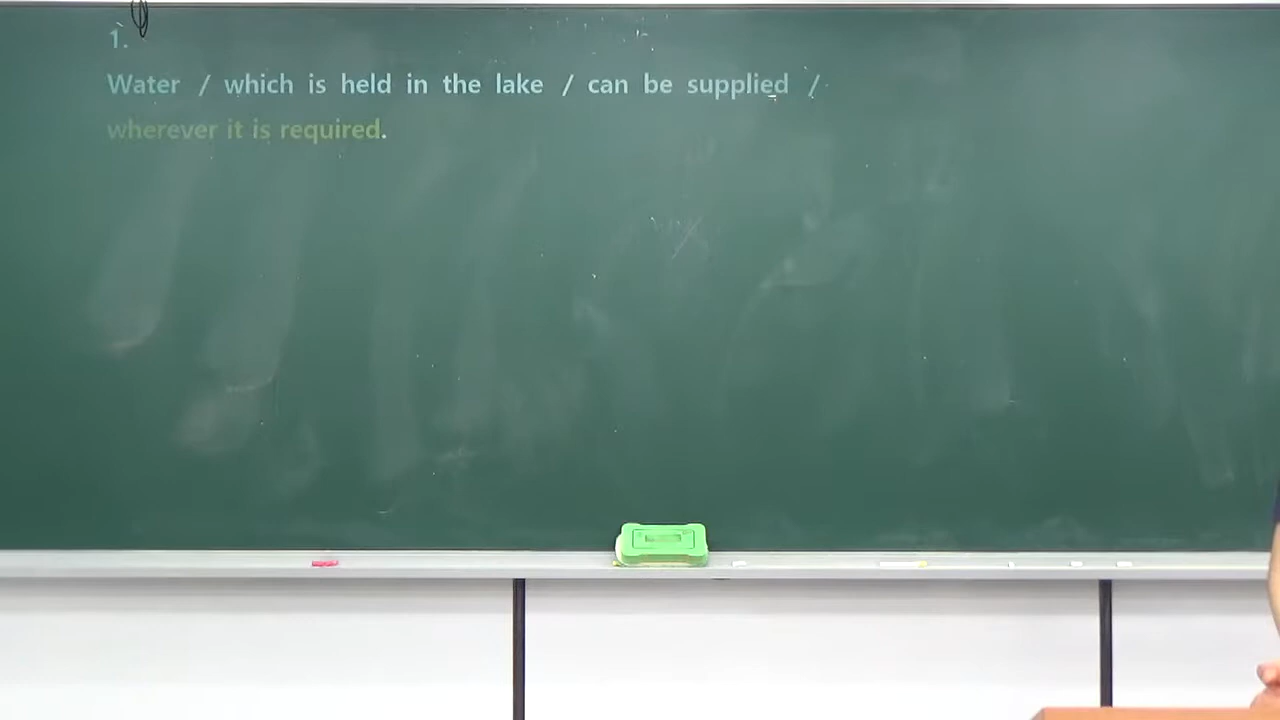 1.
Water / which is held in the lake / can be supplied /
wherever it is required.